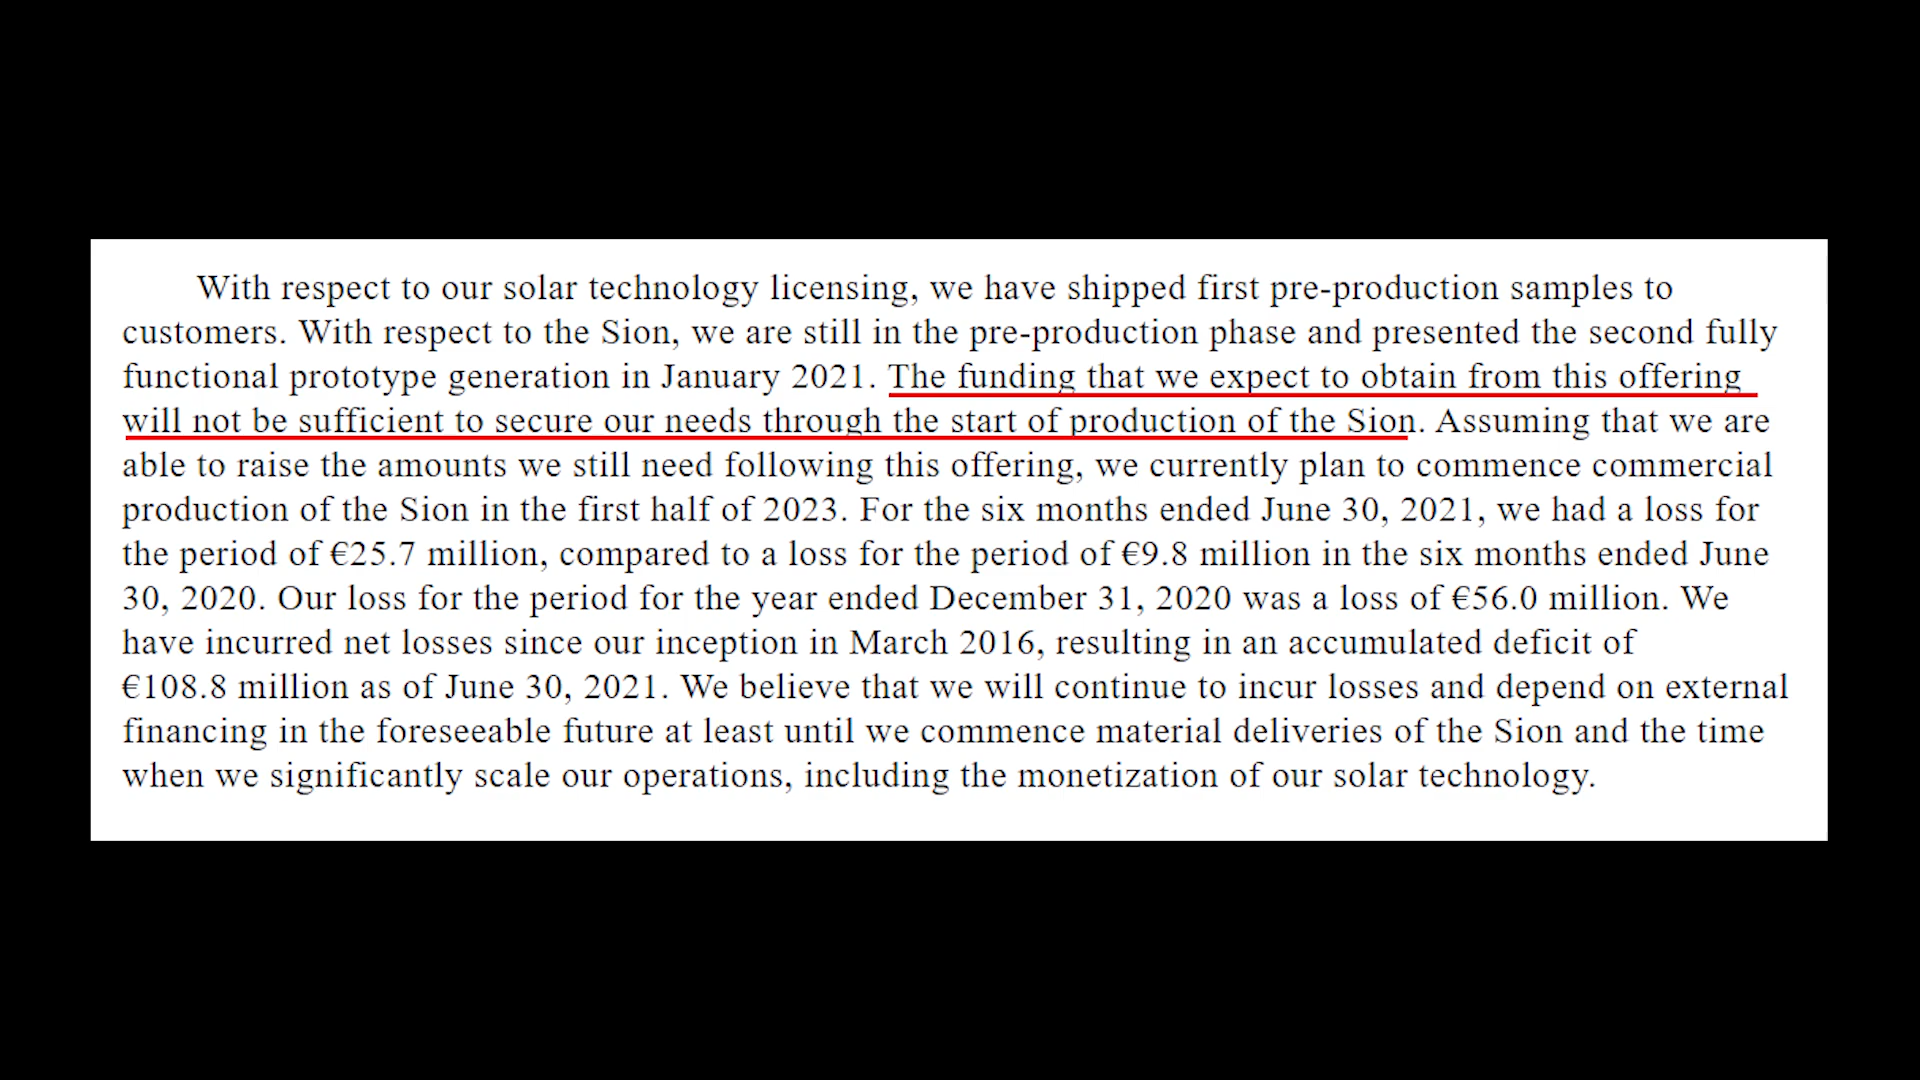 With respect to our solar technology licensing, we have shipped first pre-production samples to
customers. With respect to the Sion, we are still in the pre-production phase and presented the second fully
functional prototype generation in January 2021. The funding that we expect to obtain from this offering
will not be sufficient to secure our needs through the start of production of the Sion. Assuming that we are
able to raise the amounts we still need following this offering, we currently plan to commence commercial
production of the Sion in the first half of 2023. For the six months ended June 30, 2021, we had a loss for
the period of €25.7 million, compared to a loss for the period of €9.8 million in the six months ended June
30, 2020. Our loss for the period for the year ended December 31, 2020 was a loss of €56.0 million. We
have incurred net losses since our inception in March 2016, resulting in an accumulated deficit of
€108.8 million as of June 30, 2021. We believe that we will continue to incur losses and depend on external
financing in the foreseeable future at least until we commence material deliveries of the Sion and the time
when we significantly scale our operations, including the monetization of our solar technology.